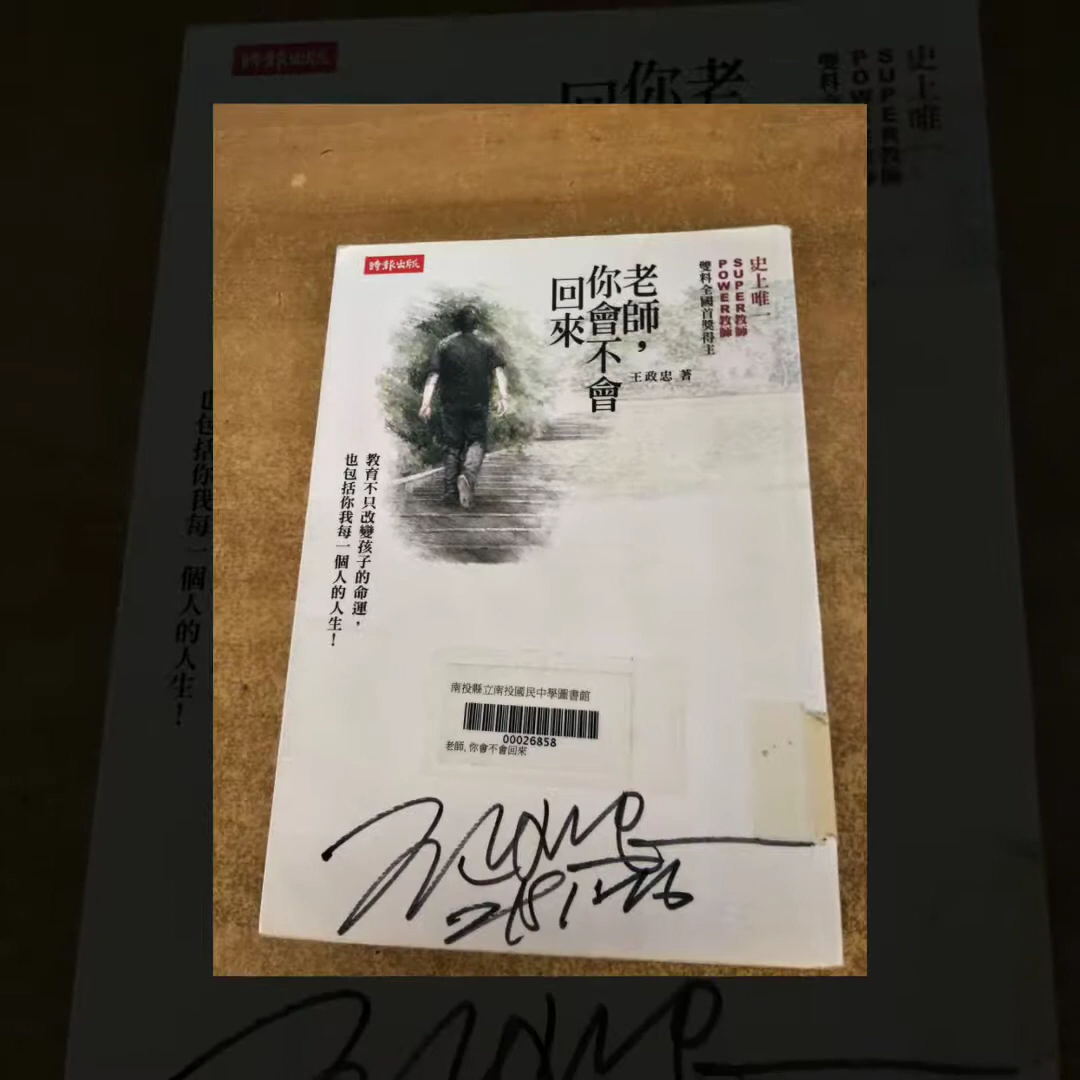 時報出版
史上唯一
SUPER教師
POWER教師
雙料全國首獎得主
老師，
你會不會
回來
王政忠 著
教育不只改變孩子的命運，
也包括你我每一個人的人生！
南投縣立南投國民中學圖書館
00026858
老師, 你會不會回來